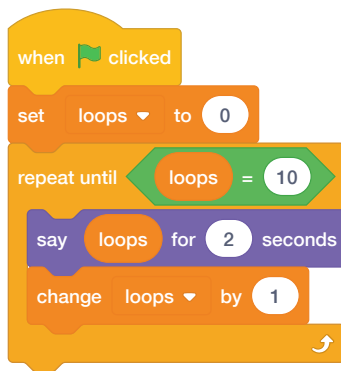 when clicked
set loops to 0
repeat until loops = 10
say loops for 2 seconds
change loops by 1